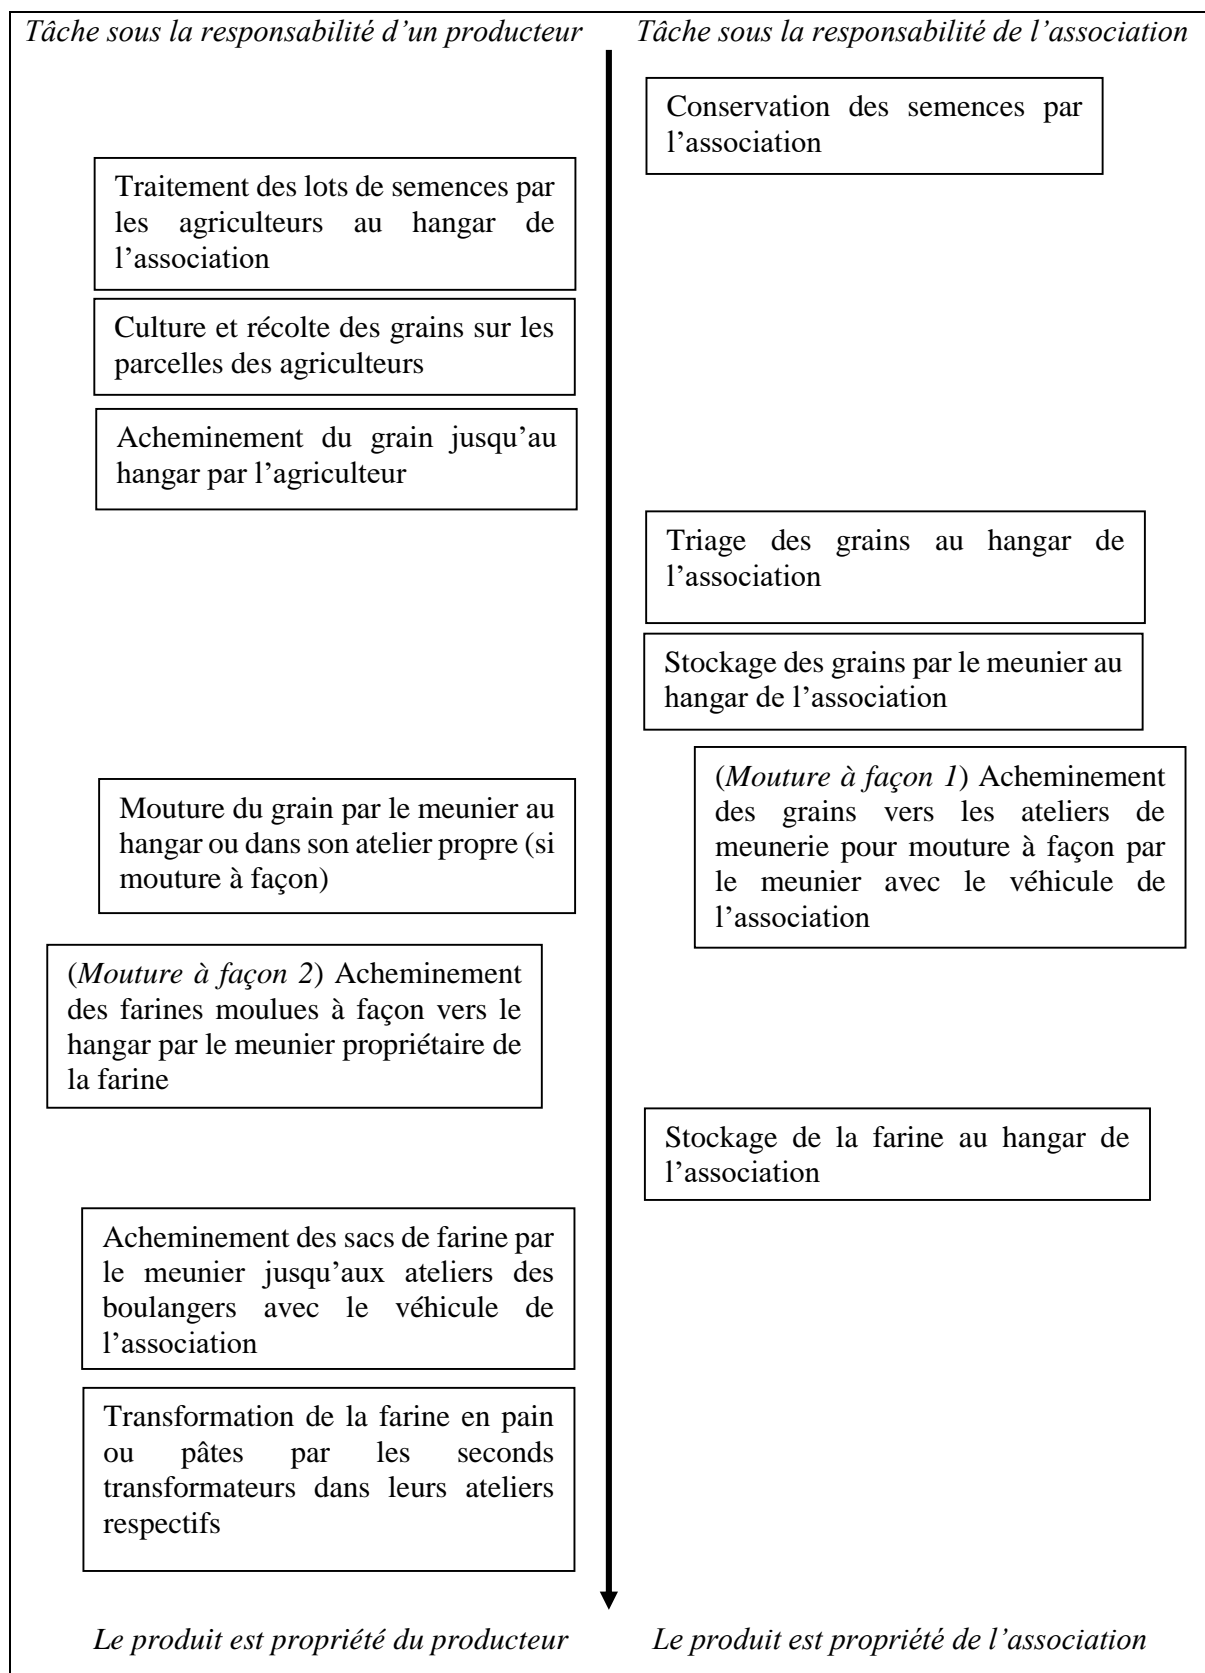 Tâche sous la responsabilité d’un producteur
Tâche sous la responsabilité de l’association
Conservation des semences par
l’association
Traitement des lots de semences par
les agriculteurs au hangar de
l’association
Culture et récolte des grains sur les
parcelles des agriculteurs
Acheminement du grain jusqu’au
hangar par l’agriculteur
Triage des grains au hangar de
l’association
Stockage des grains par le meunier au
hangar de l’association
(Mouture à façon 1) Acheminement
des grains vers les ateliers de
meunerie pour mouture à façon par
le meunier avec le véhicule de
l’association
Mouture du grain par le meunier au
hangar ou dans son atelier propre (si
mouture à façon)
(Mouture à façon 2) Acheminement
des farines moulues à façon vers le
hangar par le meunier propriétaire de
la farine
Stockage de la farine au hangar de
l’association
Acheminement des sacs de farine par
le meunier jusqu’aux ateliers des
boulangers avec le véhicule de
l’association
Transformation de la farine en pain
ou pâtes par les seconds
transformateurs dans leurs ateliers
respectifs
Le produit est propriété du producteur
Le produit est propriété de l’association